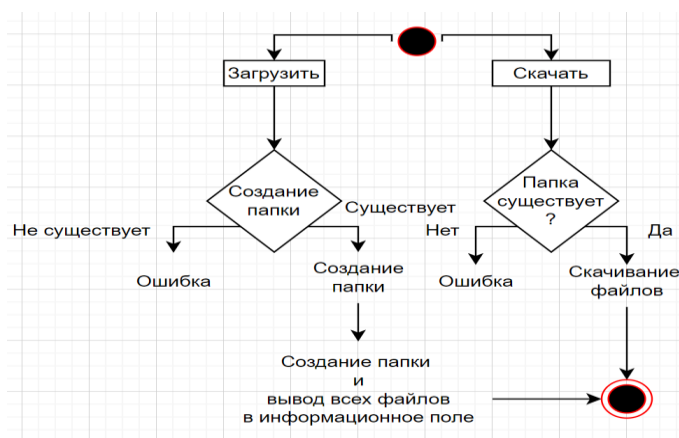 Загрузить
Скачать
Создание
папки
Папка
существует
?
Не существует
Существует
Нет
Да
Ошибка
Создание
папки
Ошибка
Скачивание
файлов
Создание папки
и
вывод всех файлов
в информационное поле